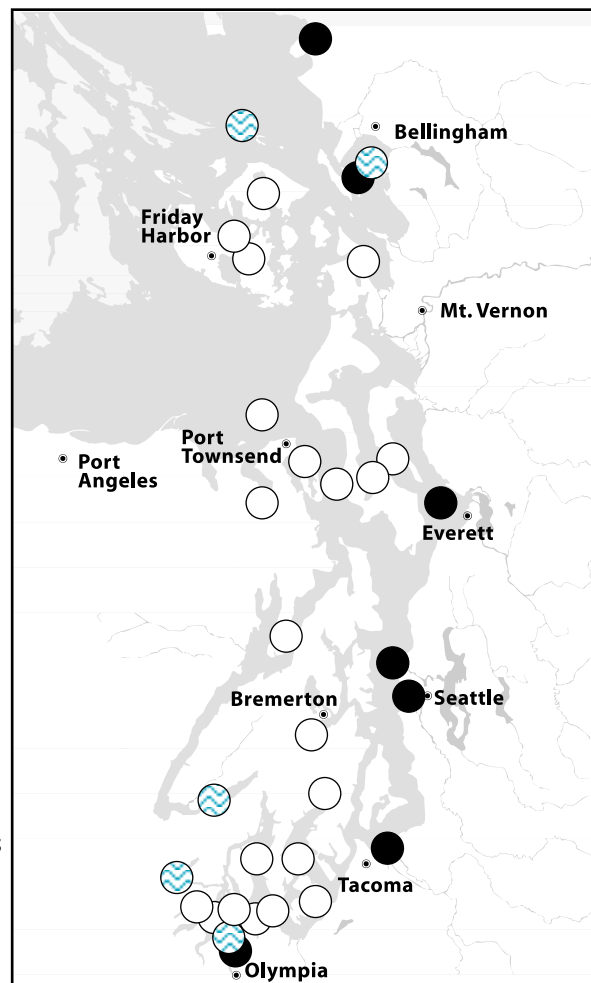 Bellingham
Friday
Harbor
Mt. Vernon
Port
Townsend
Port
Angeles
Everett
Bremerton
Seattle
Tacoma
Olympia